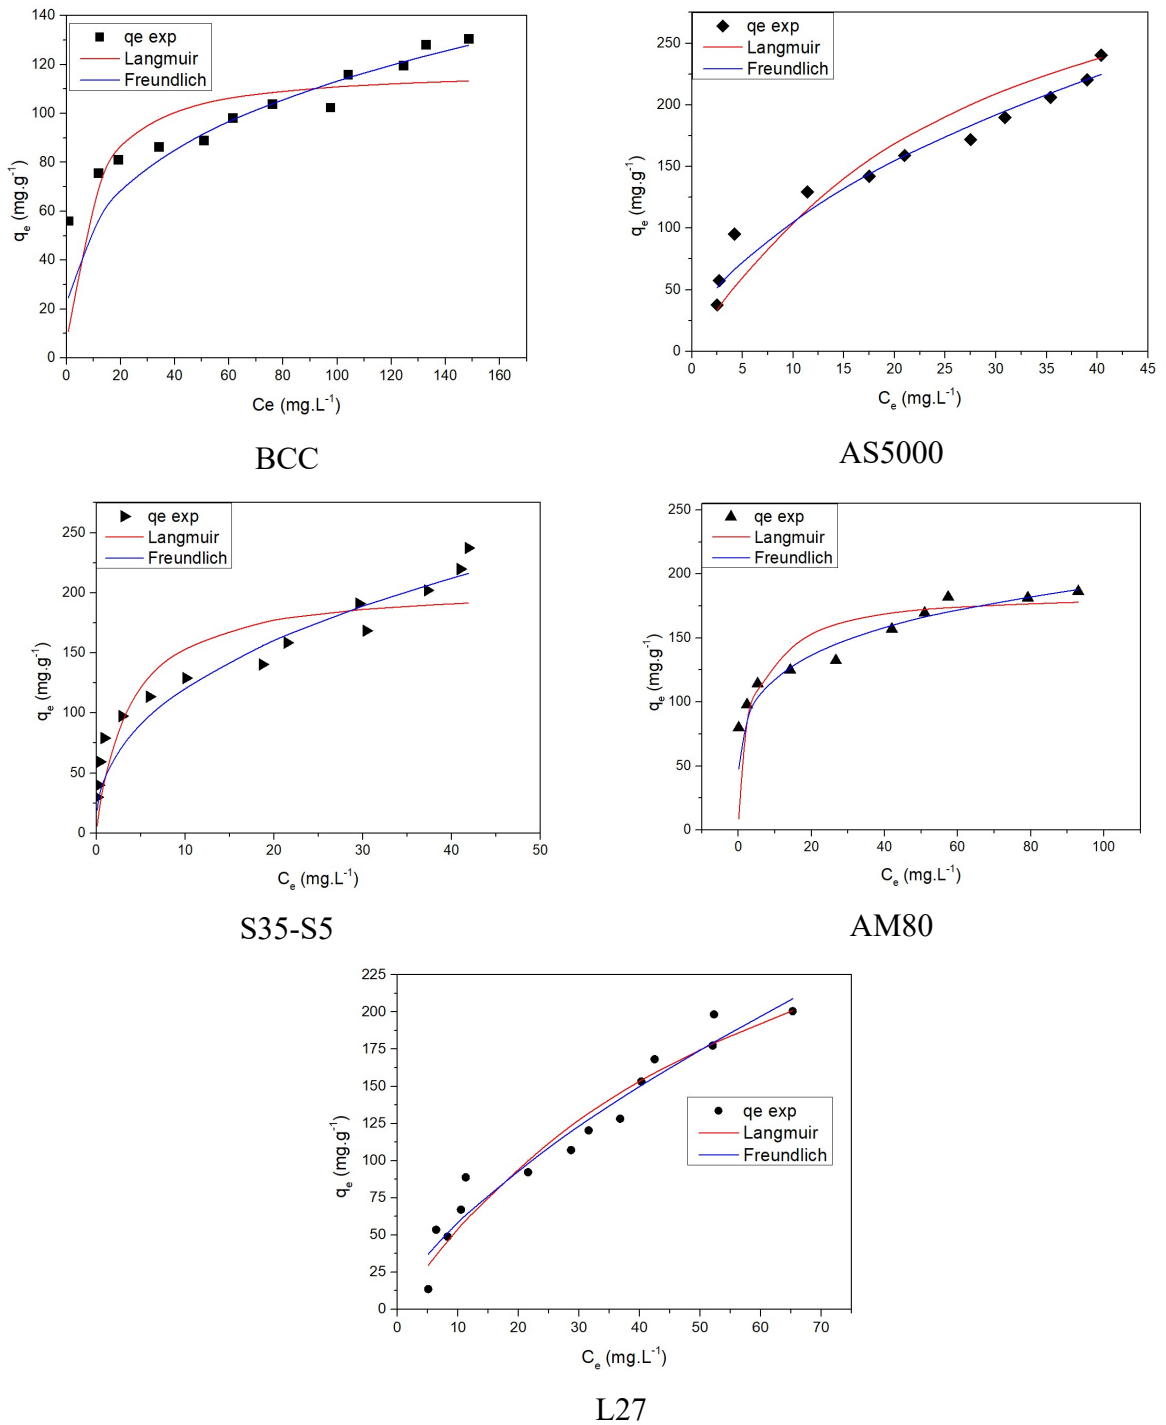 140
120
100
80
60
40
20
0
qe exp
Langmuir
Freundlich
qₑ (mg.g⁻¹)
0 20 40 60 80 100 120 140 160
Ce (mg.L⁻¹)
BCC
250
200
150
100
50
0
qe exp
Langmuir
Freundlich
qₑ (mg.g⁻¹)
0 5 10 15 20 25 30 35 40 45
Cₑ (mg.L⁻¹)
AS5000
250
200
150
100
50
0
qe exp
Langmuir
Freundlich
qₑ (mg.g⁻¹)
0 10 20 30 40 50
Cₑ (mg.L⁻¹)
S35-S5
250
200
150
100
50
0
qe exp
Langmuir
Freundlich
qₑ (mg.g⁻¹)
0 20 40 60 80 100
Cₑ (mg.L⁻¹)
AM80
225
200
175
150
125
100
75
50
25
0
qe exp
Langmuir
Freundlich
qₑ (mg.g⁻¹)
0 10 20 30 40 50 60 70
Cₑ (mg.L⁻¹)
L27